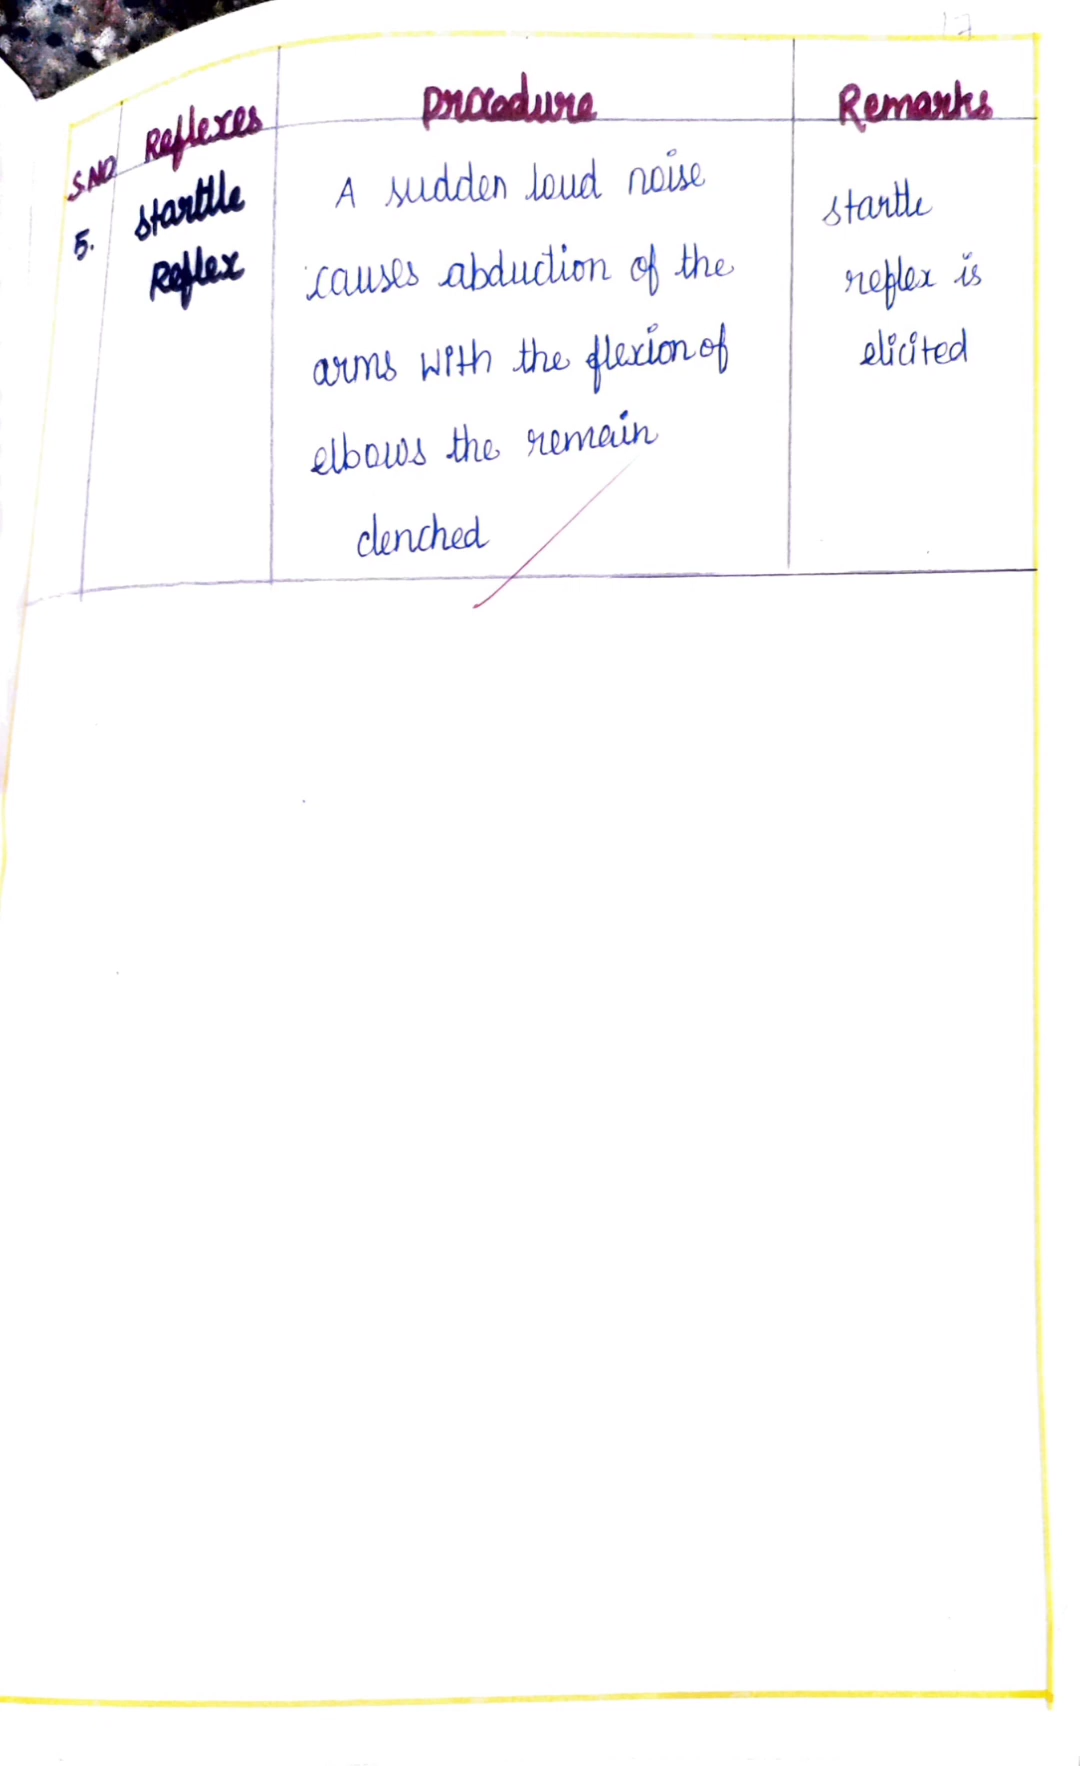 S.NO Reflexes Procedure Remarks
5. Starttle A sudden loud noise startle
Reflex causes abduction of the reflex is
arms with the flexion of elicited
elbows the remain
clenched